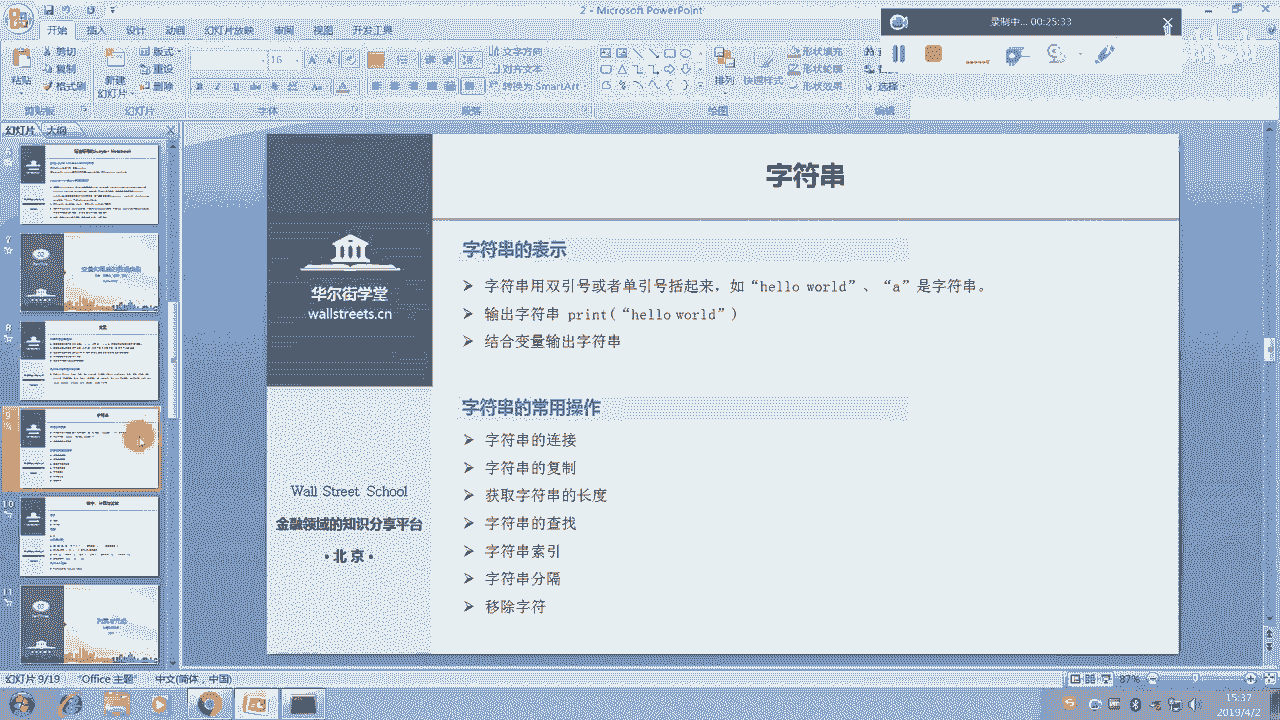 2 - Microsoft PowerPoint
录制中... 00:25:33
开始
插入
设计
动画
幻灯片放映
视图
开发工具
剪切
复制
格式刷
粘贴
剪贴板
新建
幻灯片
版式
重设
删除
幻灯片
16
字体
文字方向
对齐文本
转换为 SmartArt
段落
排列
快速样式
形状填充
形状轮廓
形状效果
绘图
选择
编辑
幻灯片
大纲
字符串
华尔街学堂
wallstreets.cn
字符串的表示
字符串用双引号或者单引号括起来，如“hello world”、“a”是字符串。
输出字符串 print(“hello world”)
混合变量输出字符串
字符串的常用操作
字符串的连接
字符串的复制
获取字符串的长度
字符串的查找
字符串索引
字符串分隔
移除字符
Wall Street School
金融领域的知识分享平台
• 北 京 •
10
11
幻灯片 9/19
"Office 主题"
中文(简体，中国)
87%
15:37
2019/4/2